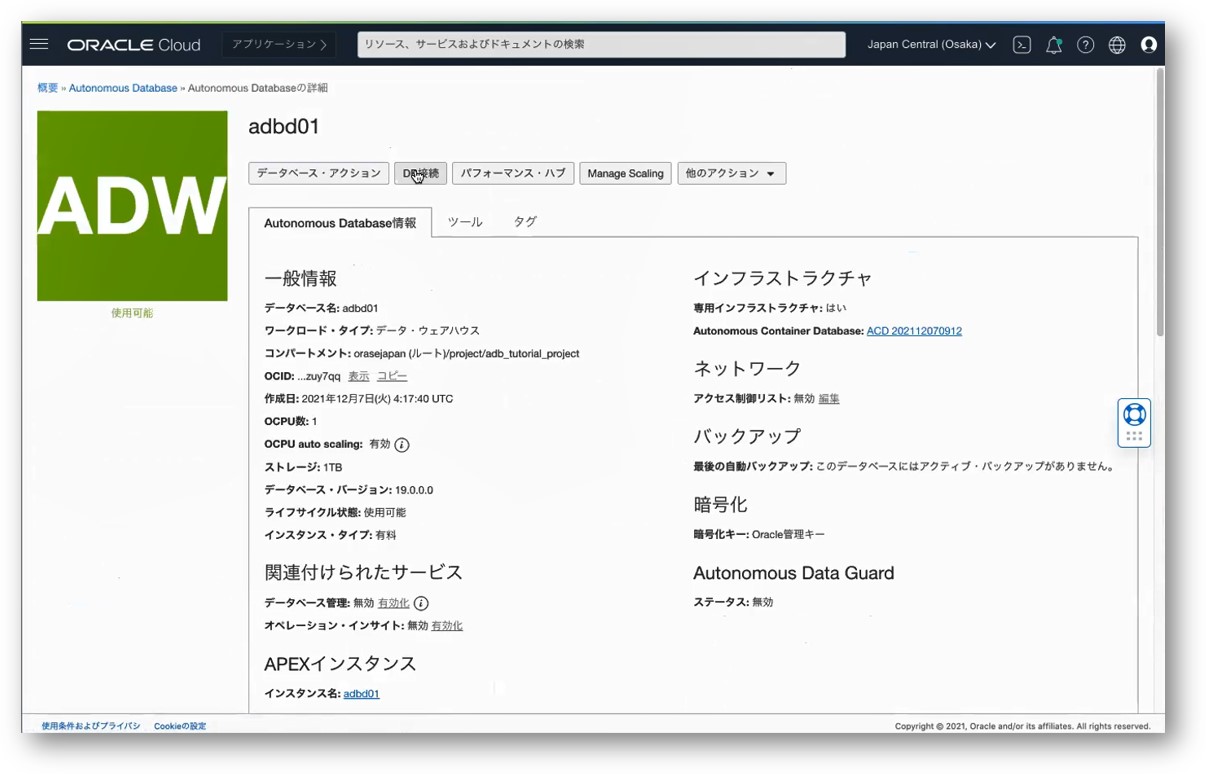 ORACLE Cloud
アプリケーション >
リソース、サービスおよびドキュメントの検索
Japan Central (Osaka)
概要 » Autonomous Database » Autonomous Databaseの詳細
ADW
使用可能
adbd01
データベース・アクション
DB接続
パフォーマンス・ハブ
Manage Scaling
他のアクション
Autonomous Database情報
ツール
タグ
一般情報
データベース名: adbd01
ワークロード・タイプ: データ・ウェアハウス
コンパートメント: orasejapan (ルート)/project/adb_tutorial_project
OCID: ...zuy7qq 表示 コピー
作成日: 2021年12月7日(火) 4:17:40 UTC
OCPU数: 1
OCPU auto scaling: 有効
ストレージ: 1TB
データベース・バージョン: 19.0.0.0
ライフサイクル状態: 使用可能
インスタンス・タイプ: 有料
関連付けられたサービス
データベース管理: 無効 有効化
オペレーション・インサイト: 無効 有効化
APEXインスタンス
インスタンス名: adbd01
インフラストラクチャ
専用インフラストラクチャ: はい
Autonomous Container Database: ACD 202112070912
ネットワーク
アクセス制御リスト: 無効 編集
バックアップ
最後の自動バックアップ: このデータベースにはアクティブ・バックアップがありません。
暗号化
暗号化キー: Oracle管理キー
Autonomous Data Guard
ステータス: 無効
使用条件およびプライバシ
Cookieの設定
Copyright © 2021, Oracle and/or its affiliates. All rights reserved.